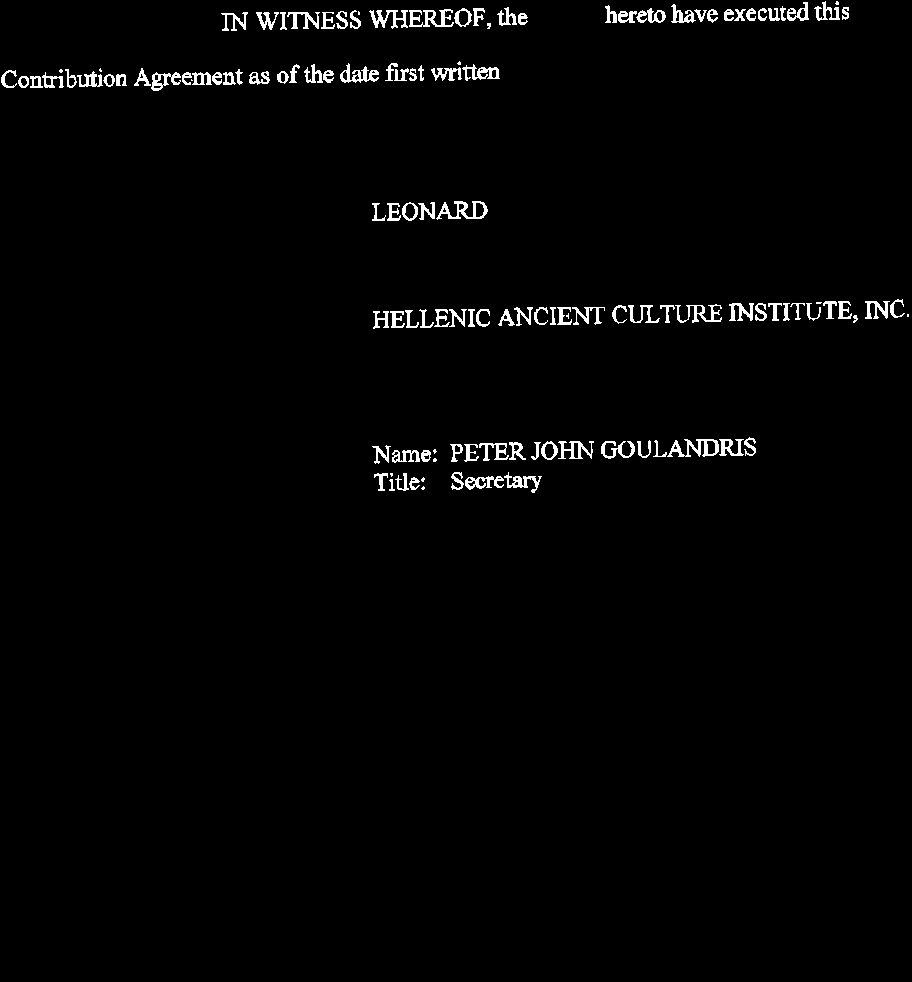 IN WITNESS WHEREOF, the hereto have executed this
Contribution Agreement as of the date first written
LEONARD
HELLENIC ANCIENT CULTURE INSTITUTE, INC.
Name: PETER JOHN GOULANDRIS
Title: Secretary